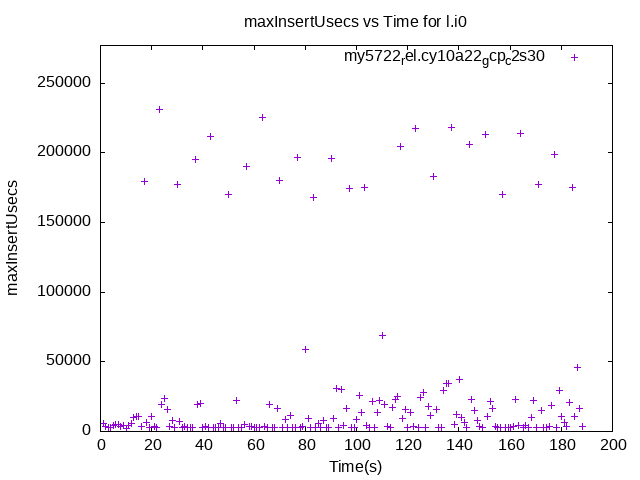 maxInsertUsecs vs Time for l.i0
my5722rel.cy10a22gcpc2s30
250000
200000
150000
100000
50000
0
maxInsertUsecs
0 20 40 60 80 100 120 140 160 180 200
Time(s)